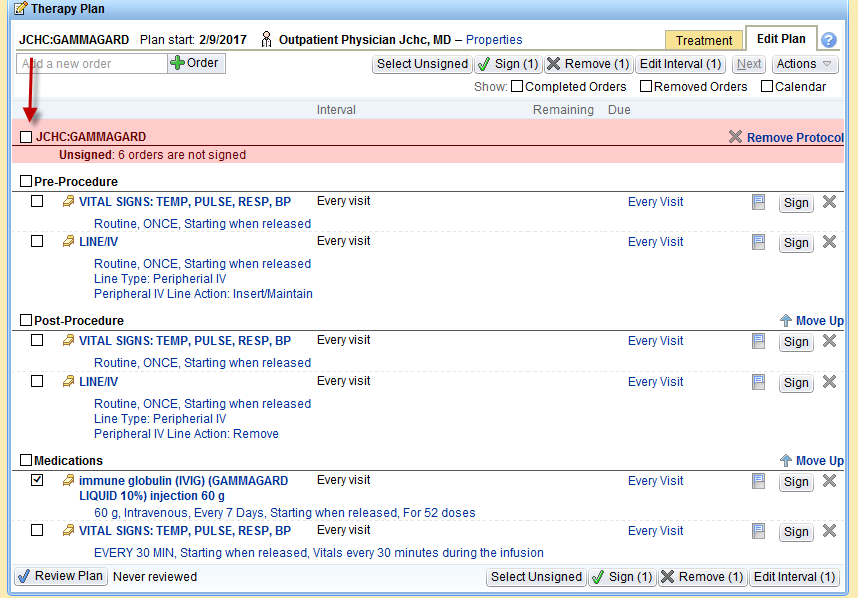 Therapy Plan
JCHC:GAMMAGARD Plan start: 2/9/2017 Outpatient Physician Jchc, MD – Properties Treatment Edit Plan ?
Add a new order Order Select Unsigned Sign (1) Remove (1) Edit Interval (1) Next Actions
Show: Completed Orders Removed Orders Calendar
Interval Remaining Due
JCHC:GAMMAGARD Remove Protocol
Unsigned: 6 orders are not signed
Pre-Procedure
VITAL SIGNS: TEMP, PULSE, RESP, BP Every visit Every Visit Sign
Routine, ONCE, Starting when released
LINE/IV Every visit Every Visit Sign
Routine, ONCE, Starting when released
Line Type: Peripherial IV
Peripheral IV Line Action: Insert/Maintain
Post-Procedure Move Up
VITAL SIGNS: TEMP, PULSE, RESP, BP Every visit Every Visit Sign
Routine, ONCE, Starting when released
LINE/IV Every visit Every Visit Sign
Routine, ONCE, Starting when released
Line Type: Peripherial IV
Peripheral IV Line Action: Remove
Medications Move Up
immune globulin (IVIG) (GAMMAGARD Every visit Every Visit Sign
LIQUID 10%) injection 60 g
60 g, Intravenous, Every 7 Days, Starting when released, For 52 doses
VITAL SIGNS: TEMP, PULSE, RESP, BP Every visit Every Visit Sign
EVERY 30 MIN, Starting when released, Vitals every 30 minutes during the infusion
Review Plan Never reviewed Select Unsigned Sign (1) Remove (1) Edit Interval (1)